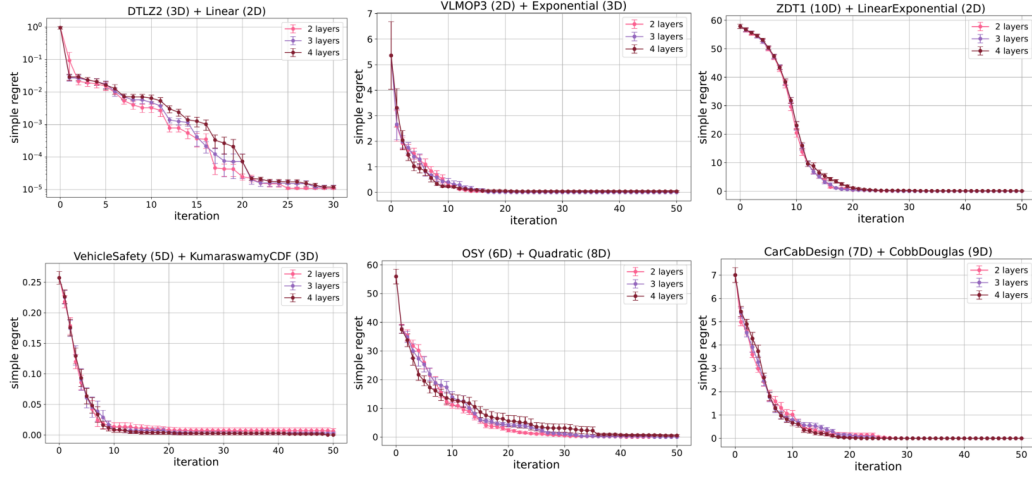 DTLZ2 (3D) + Linear (2D)
simple regret
10⁰
10⁻¹
10⁻²
10⁻³
10⁻⁴
10⁻⁵
0 5 10 15 20 25 30
iteration
2 layers
3 layers
4 layers
VLMOP3 (2D) + Exponential (3D)
simple regret
7
6
5
4
3
2
1
0
0 10 20 30 40 50
iteration
2 layers
3 layers
4 layers
ZDT1 (10D) + LinearExponential (2D)
simple regret
60
50
40
30
20
10
0
0 10 20 30 40 50
iteration
2 layers
3 layers
4 layers
VehicleSafety (5D) + KumaraswamyCDF (3D)
simple regret
0.25
0.20
0.15
0.10
0.05
0.00
0 10 20 30 40 50
iteration
2 layers
3 layers
4 layers
OSY (6D) + Quadratic (8D)
simple regret
60
50
40
30
20
10
0
0 10 20 30 40 50
iteration
2 layers
3 layers
4 layers
CarCabDesign (7D) + CobbDouglas (9D)
simple regret
7
6
5
4
3
2
1
0
0 10 20 30 40 50
iteration
2 layers
3 layers
4 layers